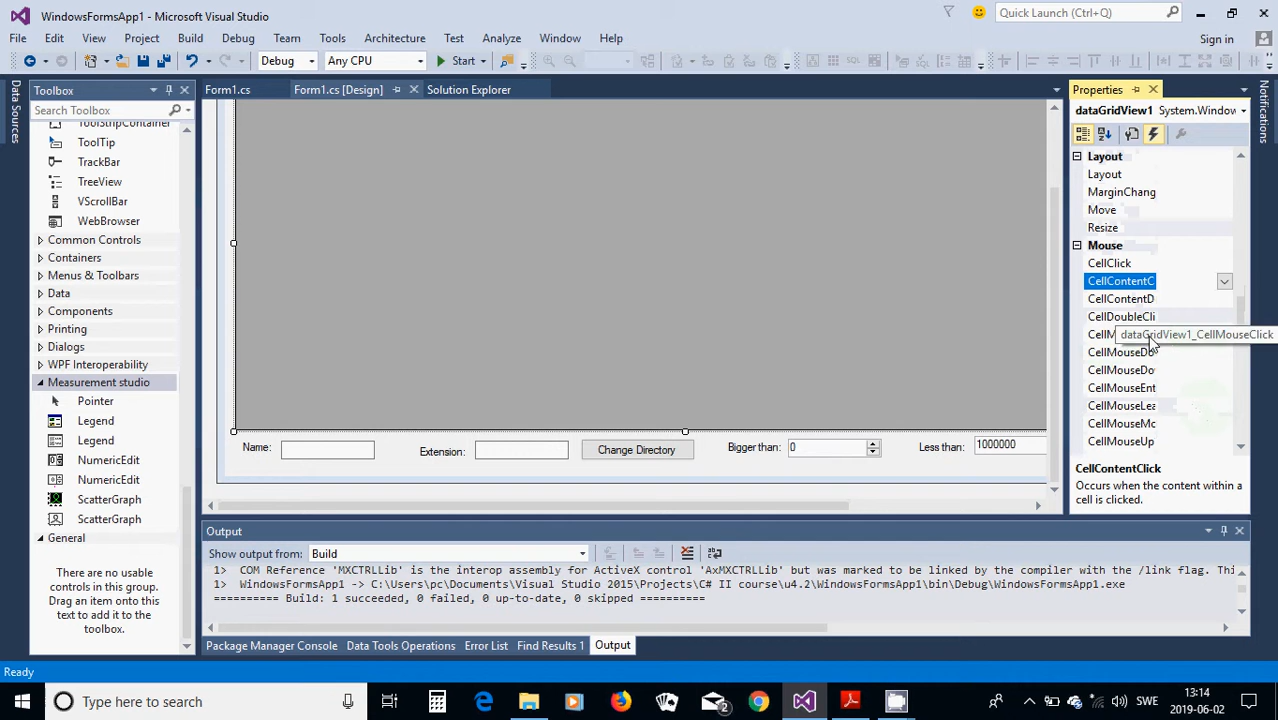 WindowsFormsApp1 - Microsoft Visual Studio
Quick Launch (Ctrl+Q)
File Edit View Project Build Debug Team Tools Architecture Test Analyze Window Help
Sign in
Debug Any CPU Start
Data Sources
Toolbox
Search Toolbox
ToolStripContainer
ToolTip
TrackBar
TreeView
VScrollBar
WebBrowser
Common Controls
Containers
Menus & Toolbars
Data
Components
Printing
Dialogs
WPF Interoperability
Measurement studio
Pointer
Legend
Legend
NumericEdit
NumericEdit
ScatterGraph
ScatterGraph
General
There are no usable
controls in this group.
Drag an item onto this
text to add it to the
toolbox.
Form1.cs Form1.cs [Design] Solution Explorer
Name: Extension: Change Directory Bigger than: 0 Less than: 1000000
Output
Show output from: Build
1> COM Reference 'MXCTRLLib' is the interop assembly for ActiveX control 'AxMXCTRLLib' but was marked to be linked by the compiler with the /link flag. Thi
1> WindowsFormsApp1 -> C:\Users\pc\Documents\Visual Studio 2015\Projects\C# II course\u4.2\WindowsFormsApp1\bin\Debug\WindowsFormsApp1.exe
========== Build: 1 succeeded, 0 failed, 0 up-to-date, 0 skipped ==========
Package Manager Console Data Tools Operations Error List Find Results 1 Output
Properties
dataGridView1 System.Window
Layout
Layout
MarginChang
Move
Resize
Mouse
CellClick
CellContentC
CellContentD
CellDoubleCli
CellM
dataGridView1_CellMouseClick
CellMouseDo
CellMouseDo
CellMouseEnt
CellMouseLea
CellMouseMo
CellMouseUp
CellContentClick
Occurs when the content within a
cell is clicked.
Notifications
Ready
Type here to search
2
SWE
13:14
2019-06-02